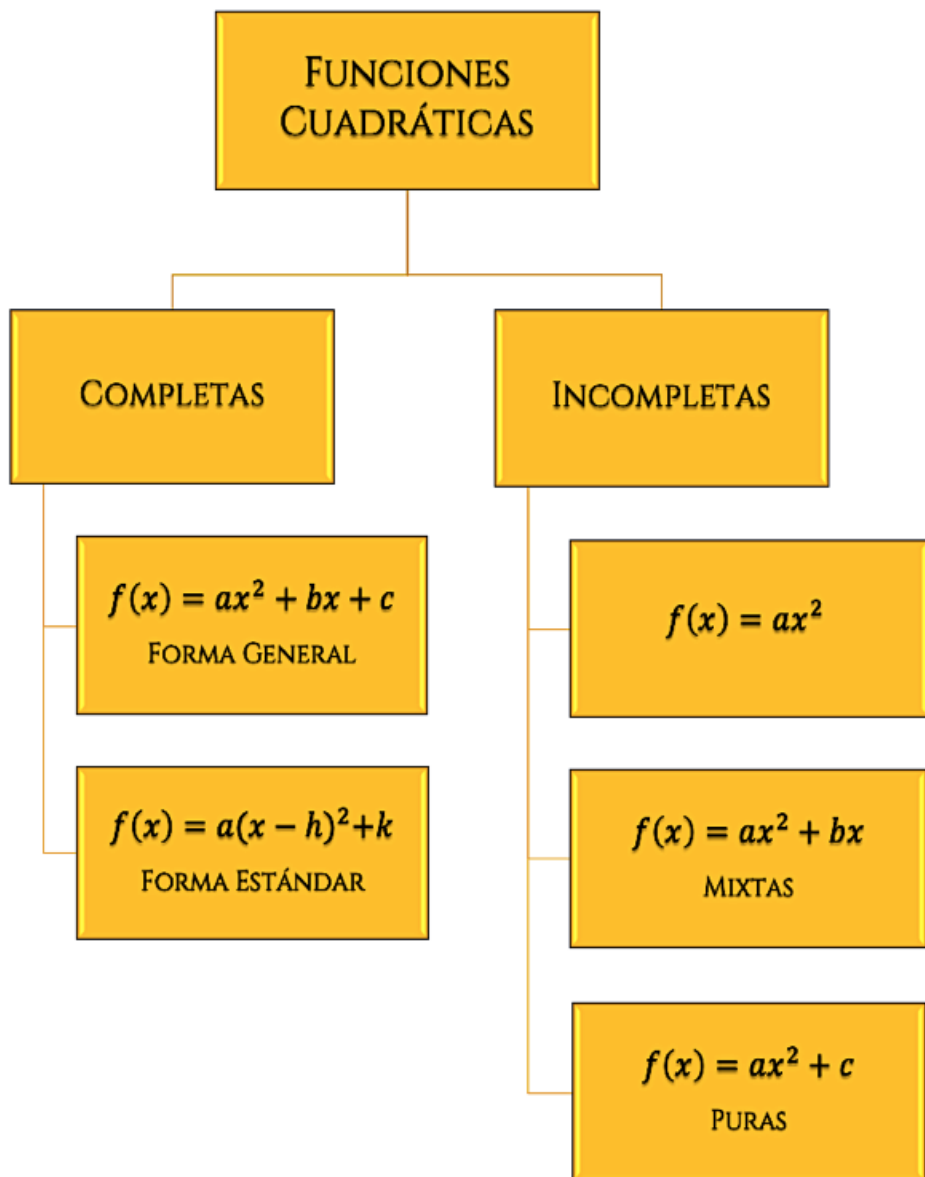 FUNCIONES
CUADRÁTICAS
COMPLETAS
f(x) = ax² + bx + c
FORMA GENERAL
f(x) = a(x − h)²+k
FORMA ESTÁNDAR
INCOMPLETAS
f(x) = ax²
f(x) = ax² + bx
MIXTAS
f(x) = ax² + c
PURAS